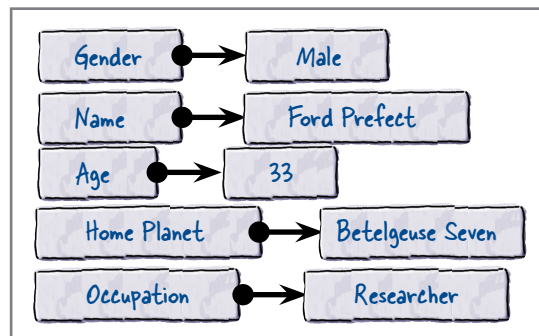 Gender Male
Name Ford Prefect
Age 33
Home Planet Betelgeuse Seven
Occupation Researcher